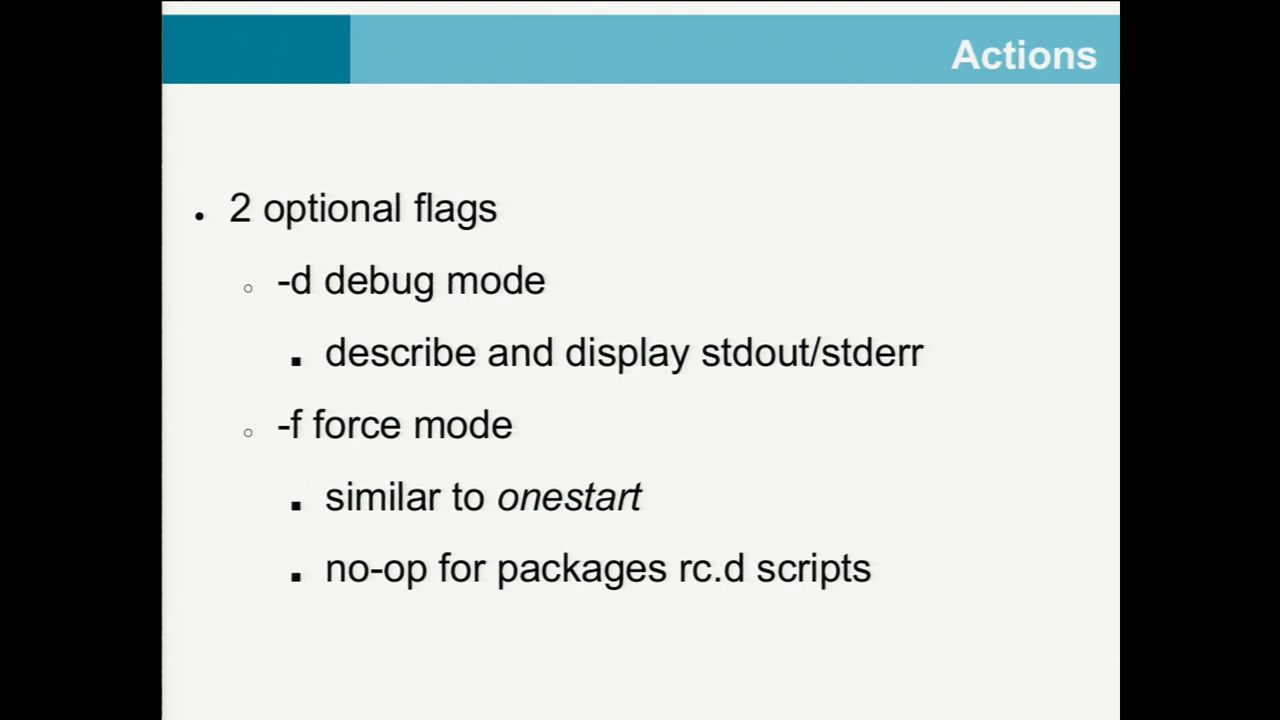 Actions
2 optional flags
-d debug mode
describe and display stdout/stderr
-f force mode
similar to onestart
no-op for packages rc.d scripts